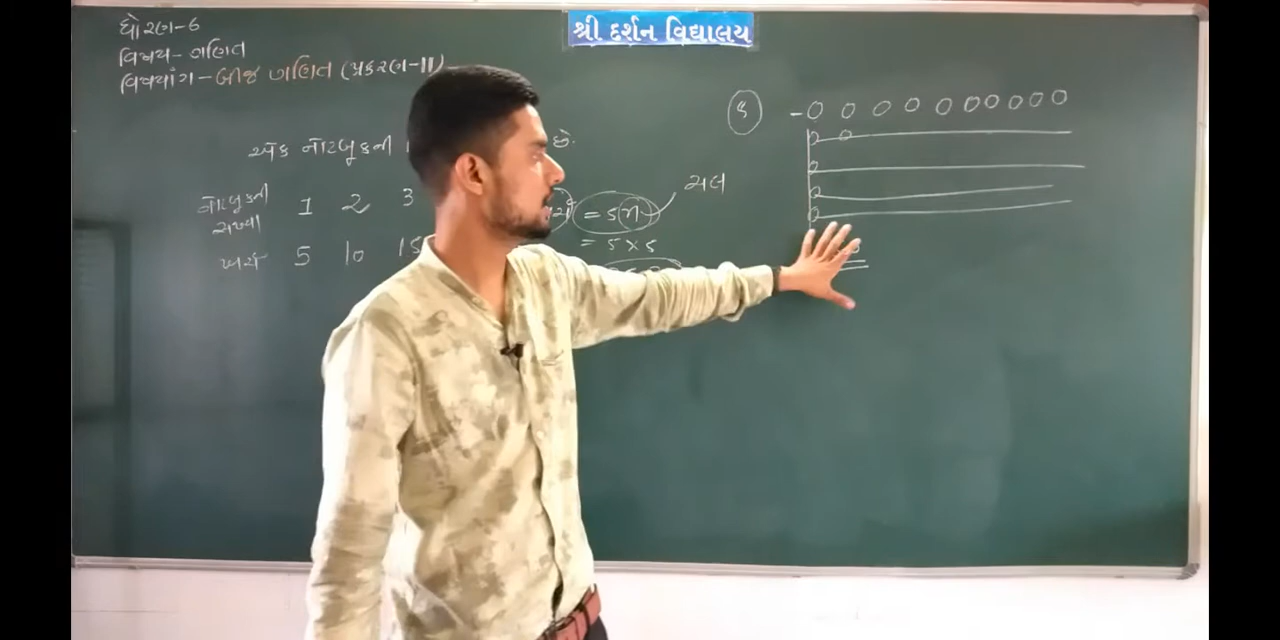 શ્રી દર્શન વિદ્યાલય
ધોરણ-6
વિષય- ગણિત
વિષયાંગ - બીજ ગણિત (પ્રકરણ-11)
એક નોટબૂકની છે.
નોટબૂકની સંખ્યા 1 2 3
ખર્ચ 5 10 15
= 5 ચલ
= 5 × 5